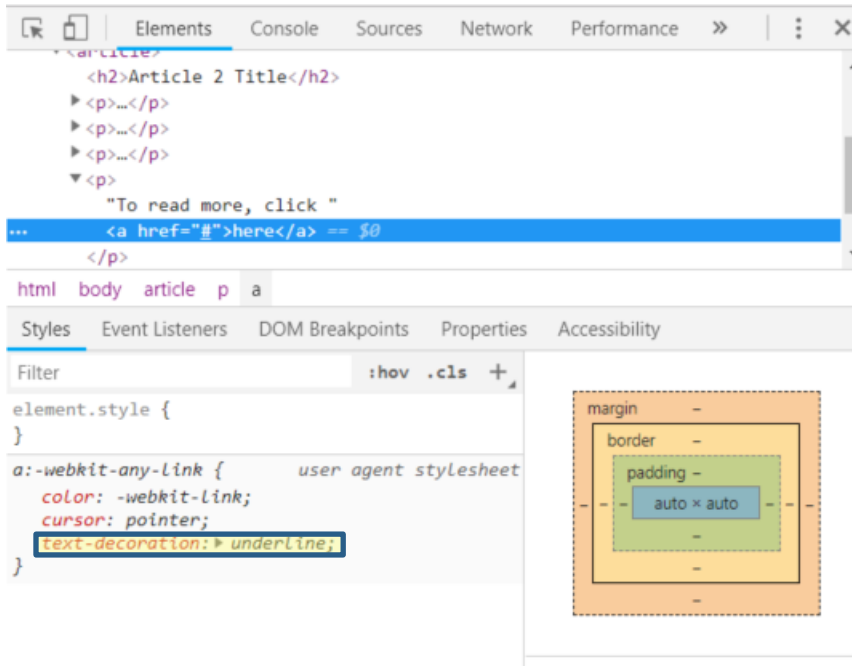 Elements Console Sources Network Performance »
<article>
<h2>Article 2 Title</h2>
<p>…</p>
<p>…</p>
<p>…</p>
<p>
"To read more, click "
... <a href="#">here</a> == $0
</p>
html body article p a
Styles Event Listeners DOM Breakpoints Properties Accessibility
Filter :hov .cls +
element.style {
}
a:-webkit-any-link { user agent stylesheet
color: -webkit-link;
cursor: pointer;
text-decoration: underline;
}
margin –
border –
padding –
– – – auto × auto – – –
–
–
–